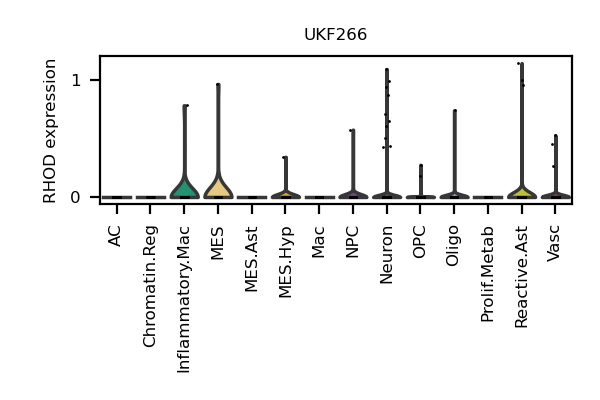 UKF266
RHOD expression
1
0
AC
Chromatin.Reg
Inflammatory.Mac
MES
MES.Ast
MES.Hyp
Mac
NPC
Neuron
OPC
Oligo
Prolif.Metab
Reactive.Ast
Vasc